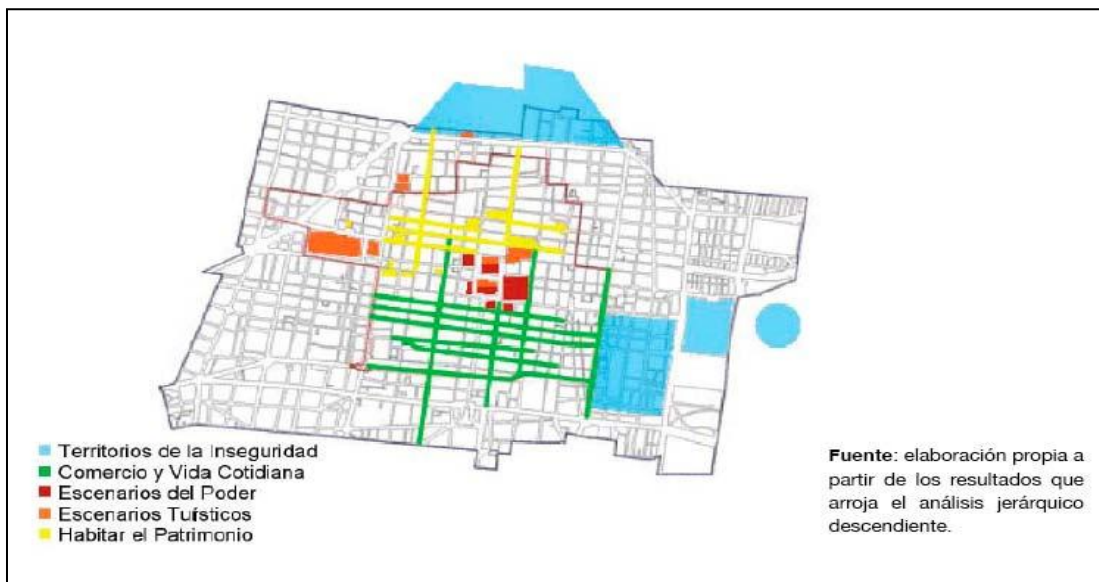 Territorios de la Inseguridad
Comercio y Vida Cotidiana
Escenarios del Poder
Escenarios Tuísticos
Habitar el Patrimonio
Fuente: elaboración propia a
partir de los resultados que
arroja el análisis jerárquico
descendiente.